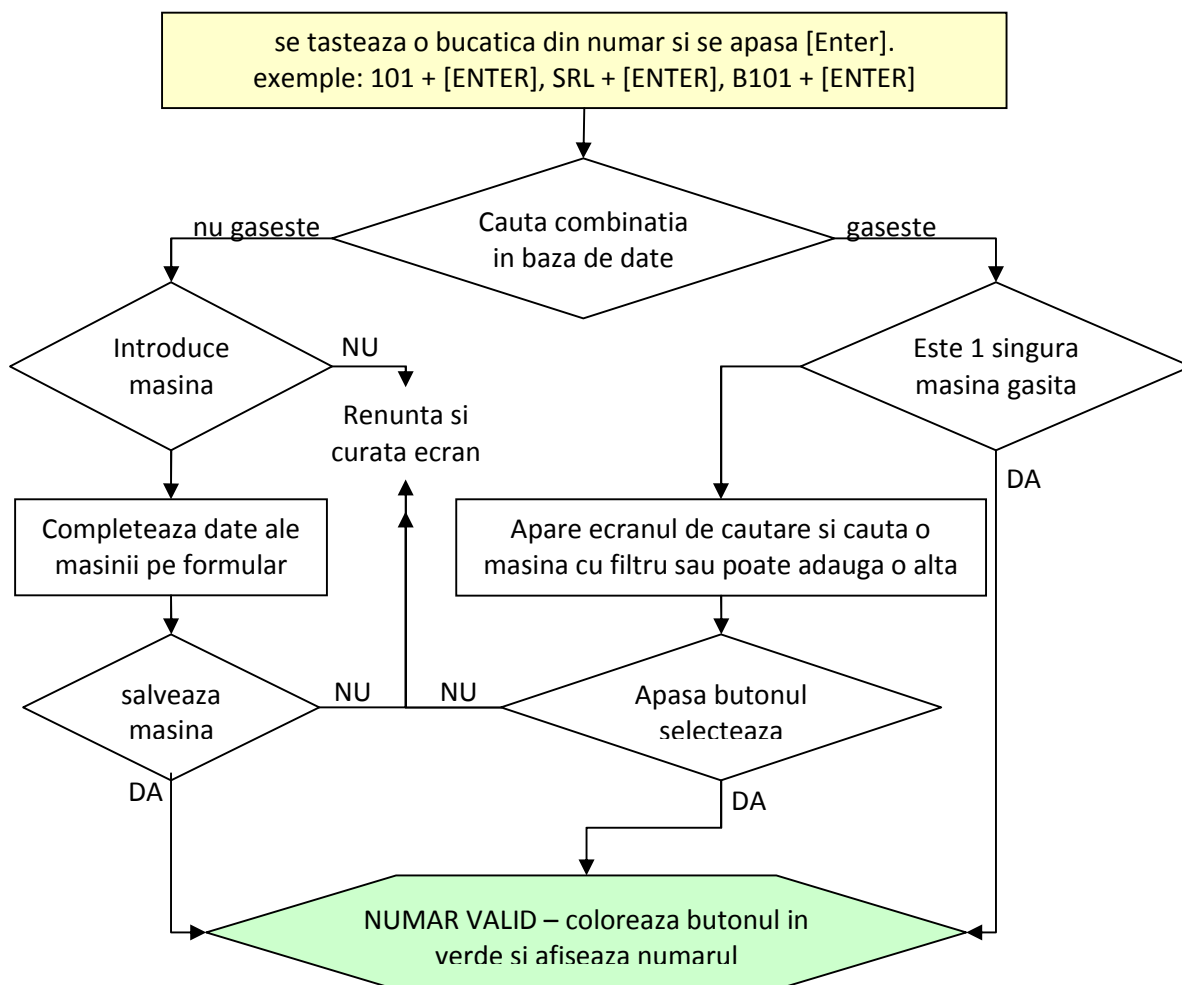 se tasteaza o bucatica din numar si se apasa [Enter].
exemple: 101 + [ENTER], SRL + [ENTER], B101 + [ENTER]
nu gaseste
Cauta combinatia
in baza de date
gaseste
Introduce
masina
NU
Este 1 singura
masina gasita
Renunta si
curata ecran
DA
Completeaza date ale
masinii pe formular
Apare ecranul de cautare si cauta o
masina cu filtru sau poate adauga o alta
salveaza
masina
NU
NU
Apasa butonul
selecteaza
DA
DA
NUMAR VALID – coloreaza butonul in
verde si afiseaza numarul